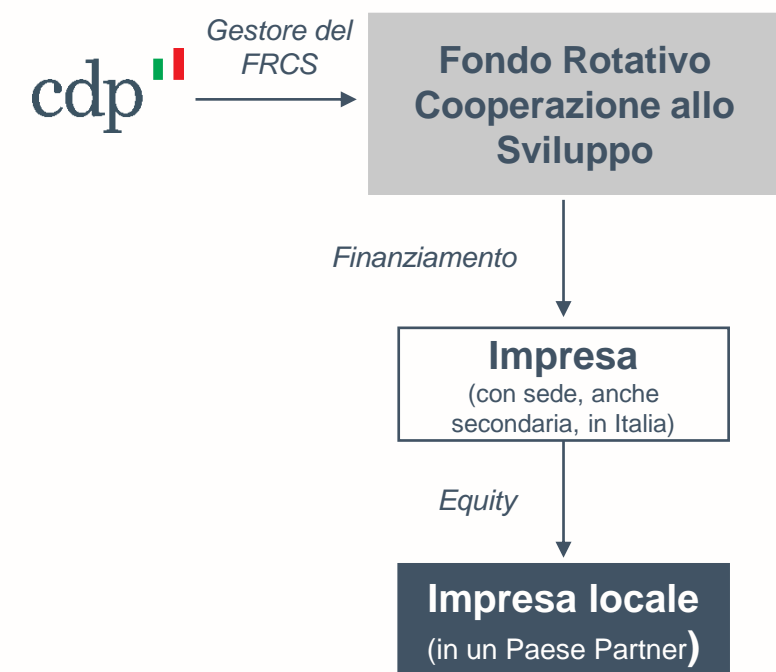 Gestore del
FRCS
cdp
Fondo Rotativo
Cooperazione allo
Sviluppo
Finanziamento
Impresa
(con sede, anche
secondaria, in Italia)
Equity
Impresa locale
(in un Paese Partner)